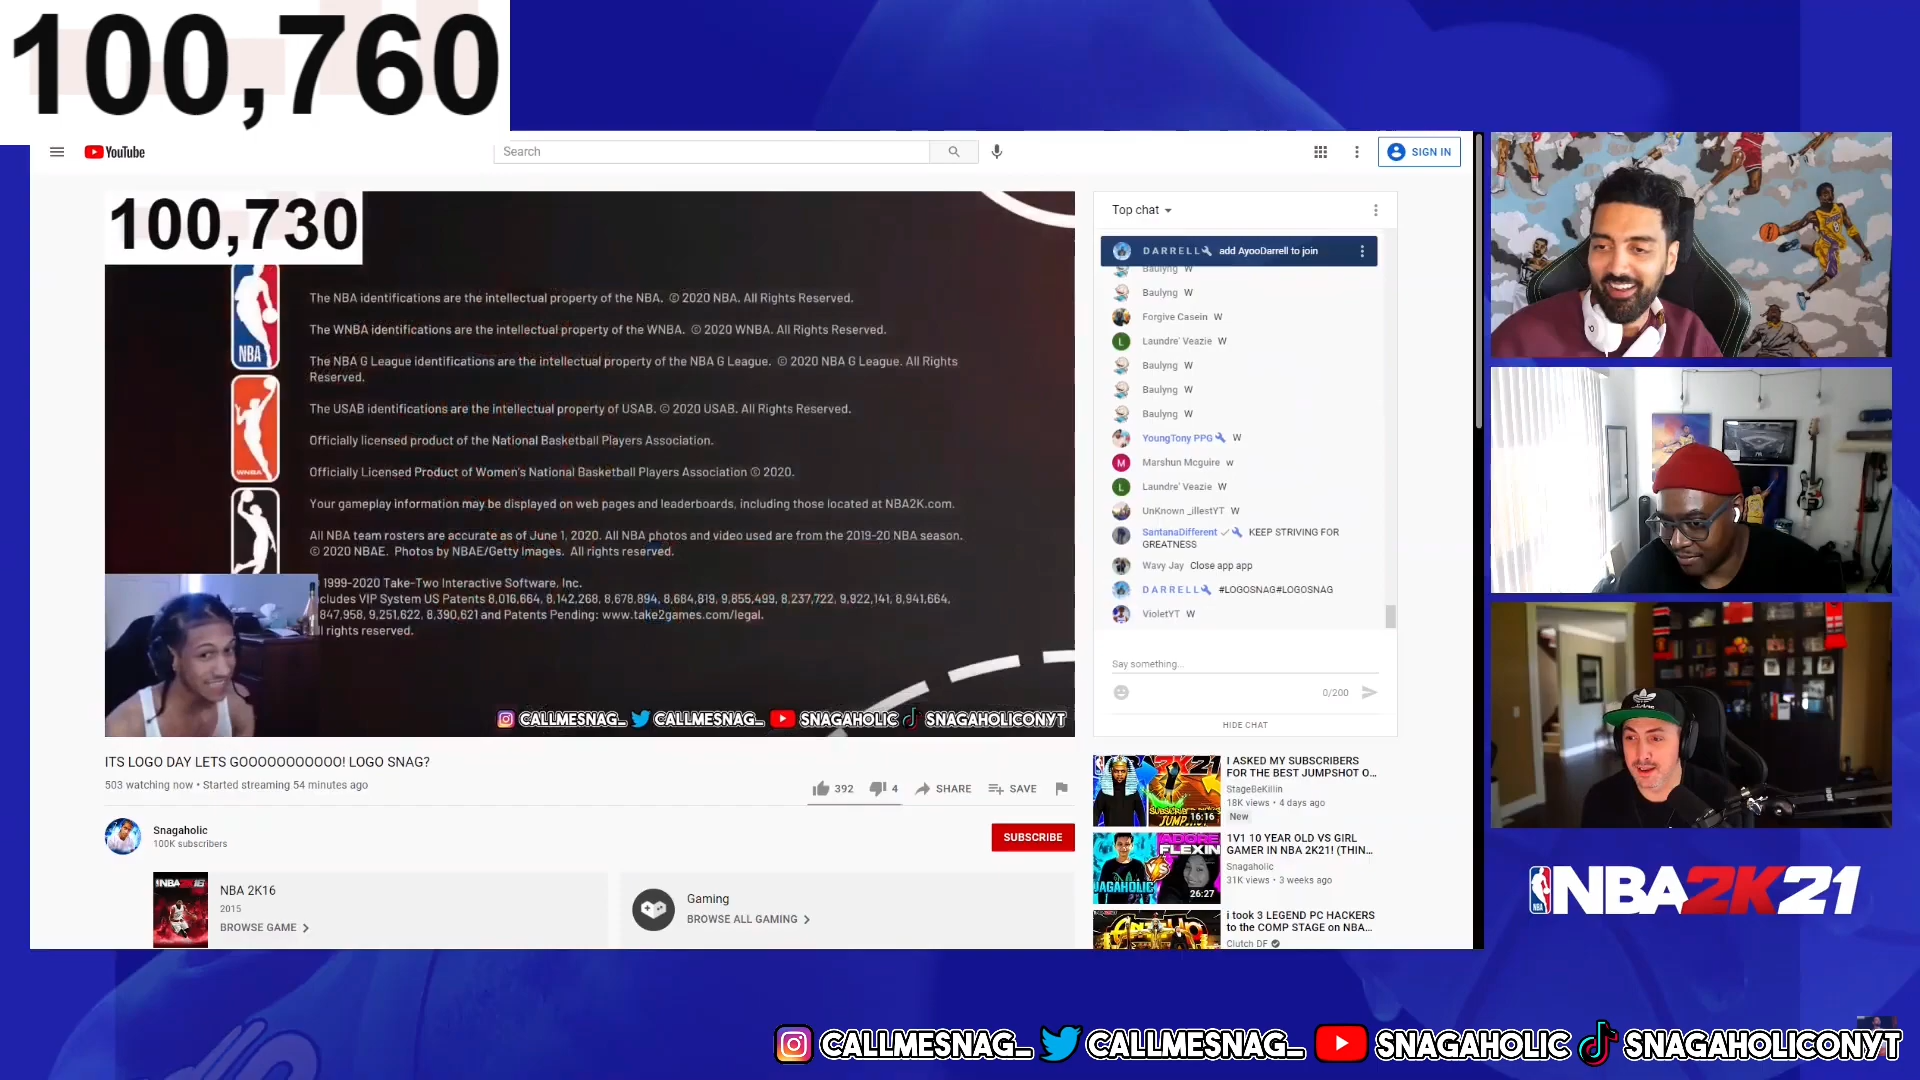 100,760
YouTube
Search
SIGN IN
100,730
NBA
WNBA
The NBA identifications are the intellectual property of the NBA. © 2020 NBA. All Rights Reserved.
The WNBA identifications are the intellectual property of the WNBA. © 2020 WNBA. All Rights Reserved.
The NBA G League identifications are the intellectual property of the NBA G League. © 2020 NBA G League. All Rights
Reserved.
The USAB identifications are the intellectual property of USAB. © 2020 USAB. All Rights Reserved.
Officially licensed product of the National Basketball Players Association.
Officially Licensed Product of Women's National Basketball Players Association © 2020.
Your gameplay information may be displayed on web pages and leaderboards, including those located at NBA2K.com.
All NBA team rosters are accurate as of June 1, 2020. All NBA photos and video used are from the 2019-20 NBA season.
© 2020 NBAE. Photos by NBAE/Getty Images. All rights reserved.
1999-2020 Take-Two Interactive Software, Inc.
cludes VIP System US Patents 8,016,664, 8,142,268, 8,678,894, 8,684,819, 9,855,499, 8,237,722, 9,922,141, 8,941,664,
847,958, 9,251,622, 8,390,621 and Patents Pending: www.take2games.com/legal.
l rights reserved.
CALLMESNAG_ CALLMESNAG_ SNAGAHOLIC SNAGAHOLICONYT
Top chat
DARRELL add AyooDarrell to join
Baulyng W
Baulyng W
Forgive Casein W
Laundre' Veazie W
Baulyng W
Baulyng W
Baulyng W
YoungTony PPG W
Marshun Mcguire w
Laundre' Veazie W
UnKnown _illestYT W
SantanaDifferent KEEP STRIVING FOR
GREATNESS
Wavy Jay Close app app
DARRELL #LOGOSNAG#LOGOSNAG
VioletYT W
Say something...
0/200
HIDE CHAT
ITS LOGO DAY LETS GOOOOOOOOOOO! LOGO SNAG?
503 watching now • Started streaming 54 minutes ago
392 4 SHARE SAVE
Snagaholic
100K subscribers
SUBSCRIBE
NBA 2K16
2015
BROWSE GAME
Gaming
BROWSE ALL GAMING
I ASKED MY SUBSCRIBERS
FOR THE BEST JUMPSHOT O...
StageBeKillin
18K views • 4 days ago
New
16:16
1V1 10 YEAR OLD VS GIRL
GAMER IN NBA 2K21! (THIN...
Snagaholic
31K views • 3 weeks ago
26:27
i took 3 LEGEND PC HACKERS
to the COMP STAGE on NBA...
Clutch DF
NBA2K21
CALLMESNAG_ CALLMESNAG_ SNAGAHOLIC SNAGAHOLICONYT